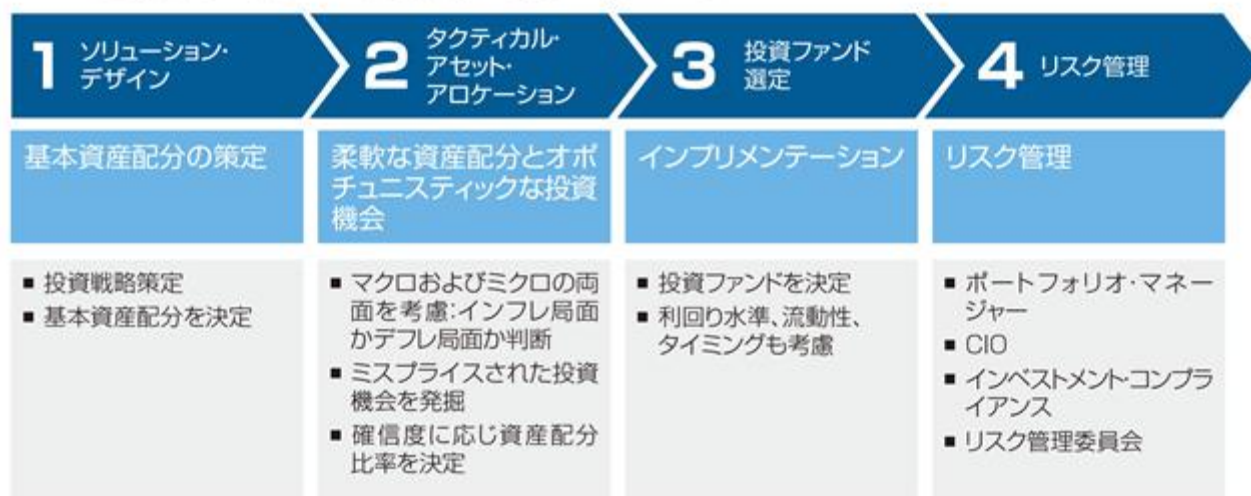 1 ソリューション・
デザイン
2 タクティカル・
アセット・
アロケーション
3 投資ファンド
選定
4 リスク管理
基本資産配分の策定
柔軟な資産配分とオポ
チュニスティックな投資
機会
インプリメンテーション
リスク管理
■ 投資戦略策定
■ 基本資産配分を決定
■ マクロおよびミクロの両
面を考慮:インフレ局面
かデフレ局面か判断
■ ミスプライスされた投資
機会を発掘
■ 確信度に応じ資産配分
比率を決定
■ 投資ファンドを決定
■ 利回り水準、流動性、
タイミングも考慮
■ ポートフォリオ・マネー
ジャー
■ CIO
■ インベストメント・コンプラ
イアンス
■ リスク管理委員会